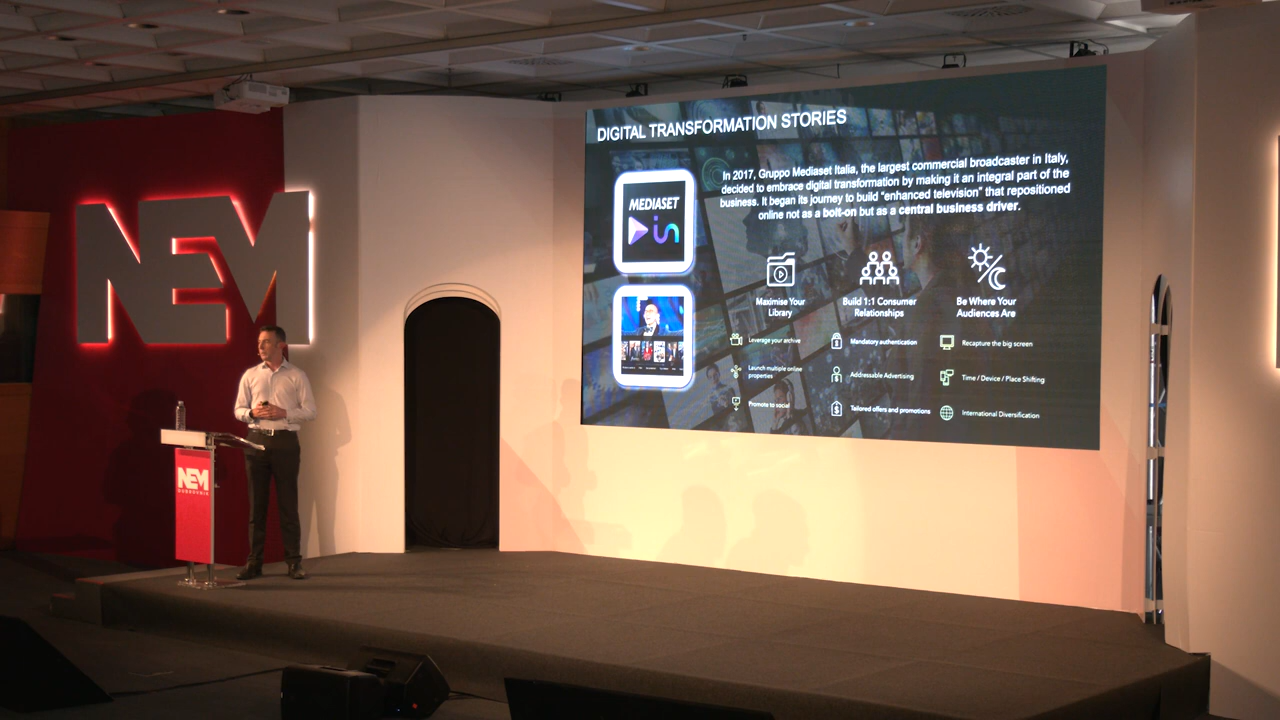 DIGITAL TRANSFORMATION STORIES
In 2017, Gruppo Mediaset Italia, the largest commercial broadcaster in Italy,
decided to embrace digital transformation by making it an integral part of the
business. It began its journey to build “enhanced television” that repositioned
online not as a bolt-on but as a central business driver.
MEDIASET
in
Maximise Your
Library
Build 1:1 Consumer
Relationships
Be Where Your
Audiences Are
Leverage your archive
Mandatory authentication
Recapture the big screen
Launch multiple online
properties
Addressable Advertising
Time / Device / Place Shifting
Promote to social
Tailored offers and promotions
International Diversification
NEM
NEM
DUBROVNIK